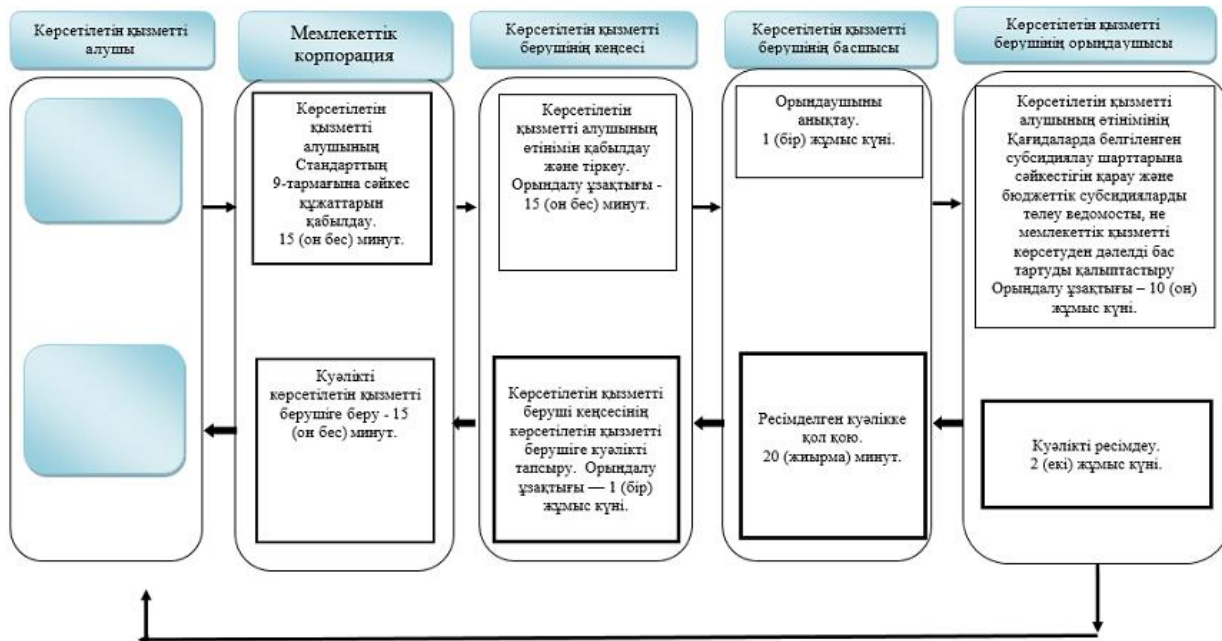 Көрсетілетін қызметті
алушы
Мемлекеттік
корпорация
Көрсетілетін қызметті
берушінің кеңсесі
Көрсетілетін қызметті
берушінің басшысы
Көрсетілетін қызметті
берушінің орындаушысы
Көрсетілетін
қызметті
алушының
Стандарттың
9-тармағына сәйкес
құжаттарын
қабылдау.
15 (он бес) минут.
Көрсетілетін
қызметті алушының
өтінімін қабылдау
және тіркеу.
Орындалу ұзақтығы -
15 (он бес) минут.
Орындаушыны
анықтау.
1 (бір) жұмыс күні.
Көрсетілетін қызметті
алушының өтінімінің
Қағидаларда белгіленген
субсидиялау шарттарына
сәйкестігін қарау және
бюджеттік субсидияларды
төлеу ведомосты, не
мемлекеттік қызметті
көрсетуден дәлелді бас
тартуды қалыптастыру
Орындалу ұзақтығы – 10 (он)
жұмыс күні.
Куәлікті
көрсетілетін қызметті
берушіге беру - 15
(он бес) минут.
Көрсетілетін қызметті
беруші кеңсесінің
көрсетілетін қызметті
берушіге куәлікті
тапсыру. Орындалу
ұзақтығы — 1 (бір)
жұмыс күні.
Ресімделген куәлікке
қол қою.
20 (жиырма) минут.
Куәлікті ресімдеу.
2 (екі) жұмыс күні.